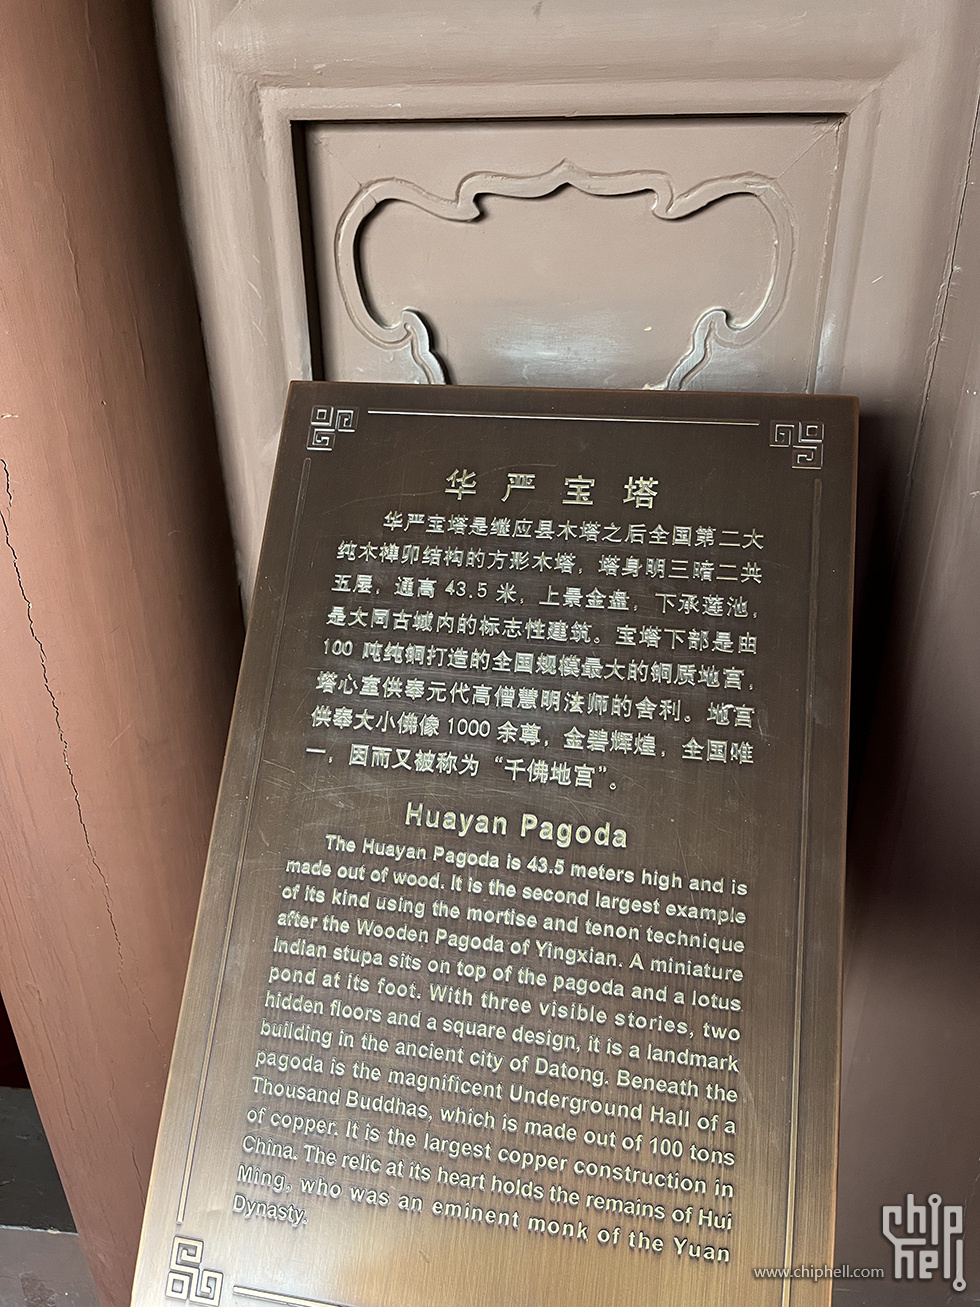 华严宝塔
华严宝塔是继应县木塔之后全国第二大
纯木榫卯结构的方形木塔，塔身明三暗二共
五层，通高 43.5 米，上景金盘，下承莲池，
是大同古城内的标志性建筑。宝塔下部是由
100 吨纯铜打造的全国规模最大的铜质地宫，
塔心室供奉元代高僧慧明法师的舍利。地宫
供奉大小佛像 1000 余尊，金碧辉煌，全国唯
一，因而又被称为“千佛地宫”。
Huayan Pagoda
The Huayan Pagoda is 43.5 meters high and is
made out of wood. It is the second largest example
of its kind using the mortise and tenon technique
after the Wooden Pagoda of Yingxian. A miniature
Indian stupa sits on top of the pagoda and a lotus
pond at its foot. With three visible stories, two
hidden floors and a square design, it is a landmark
building in the ancient city of Datong. Beneath the
pagoda is the magnificent Underground Hall of a
Thousand Buddhas, which is made out of 100 tons
of copper. It is the largest copper construction in
China. The relic at its heart holds the remains of Hui
Ming, who was an eminent monk of the Yuan
Dynasty.
www.chiphell.com
chip
hell